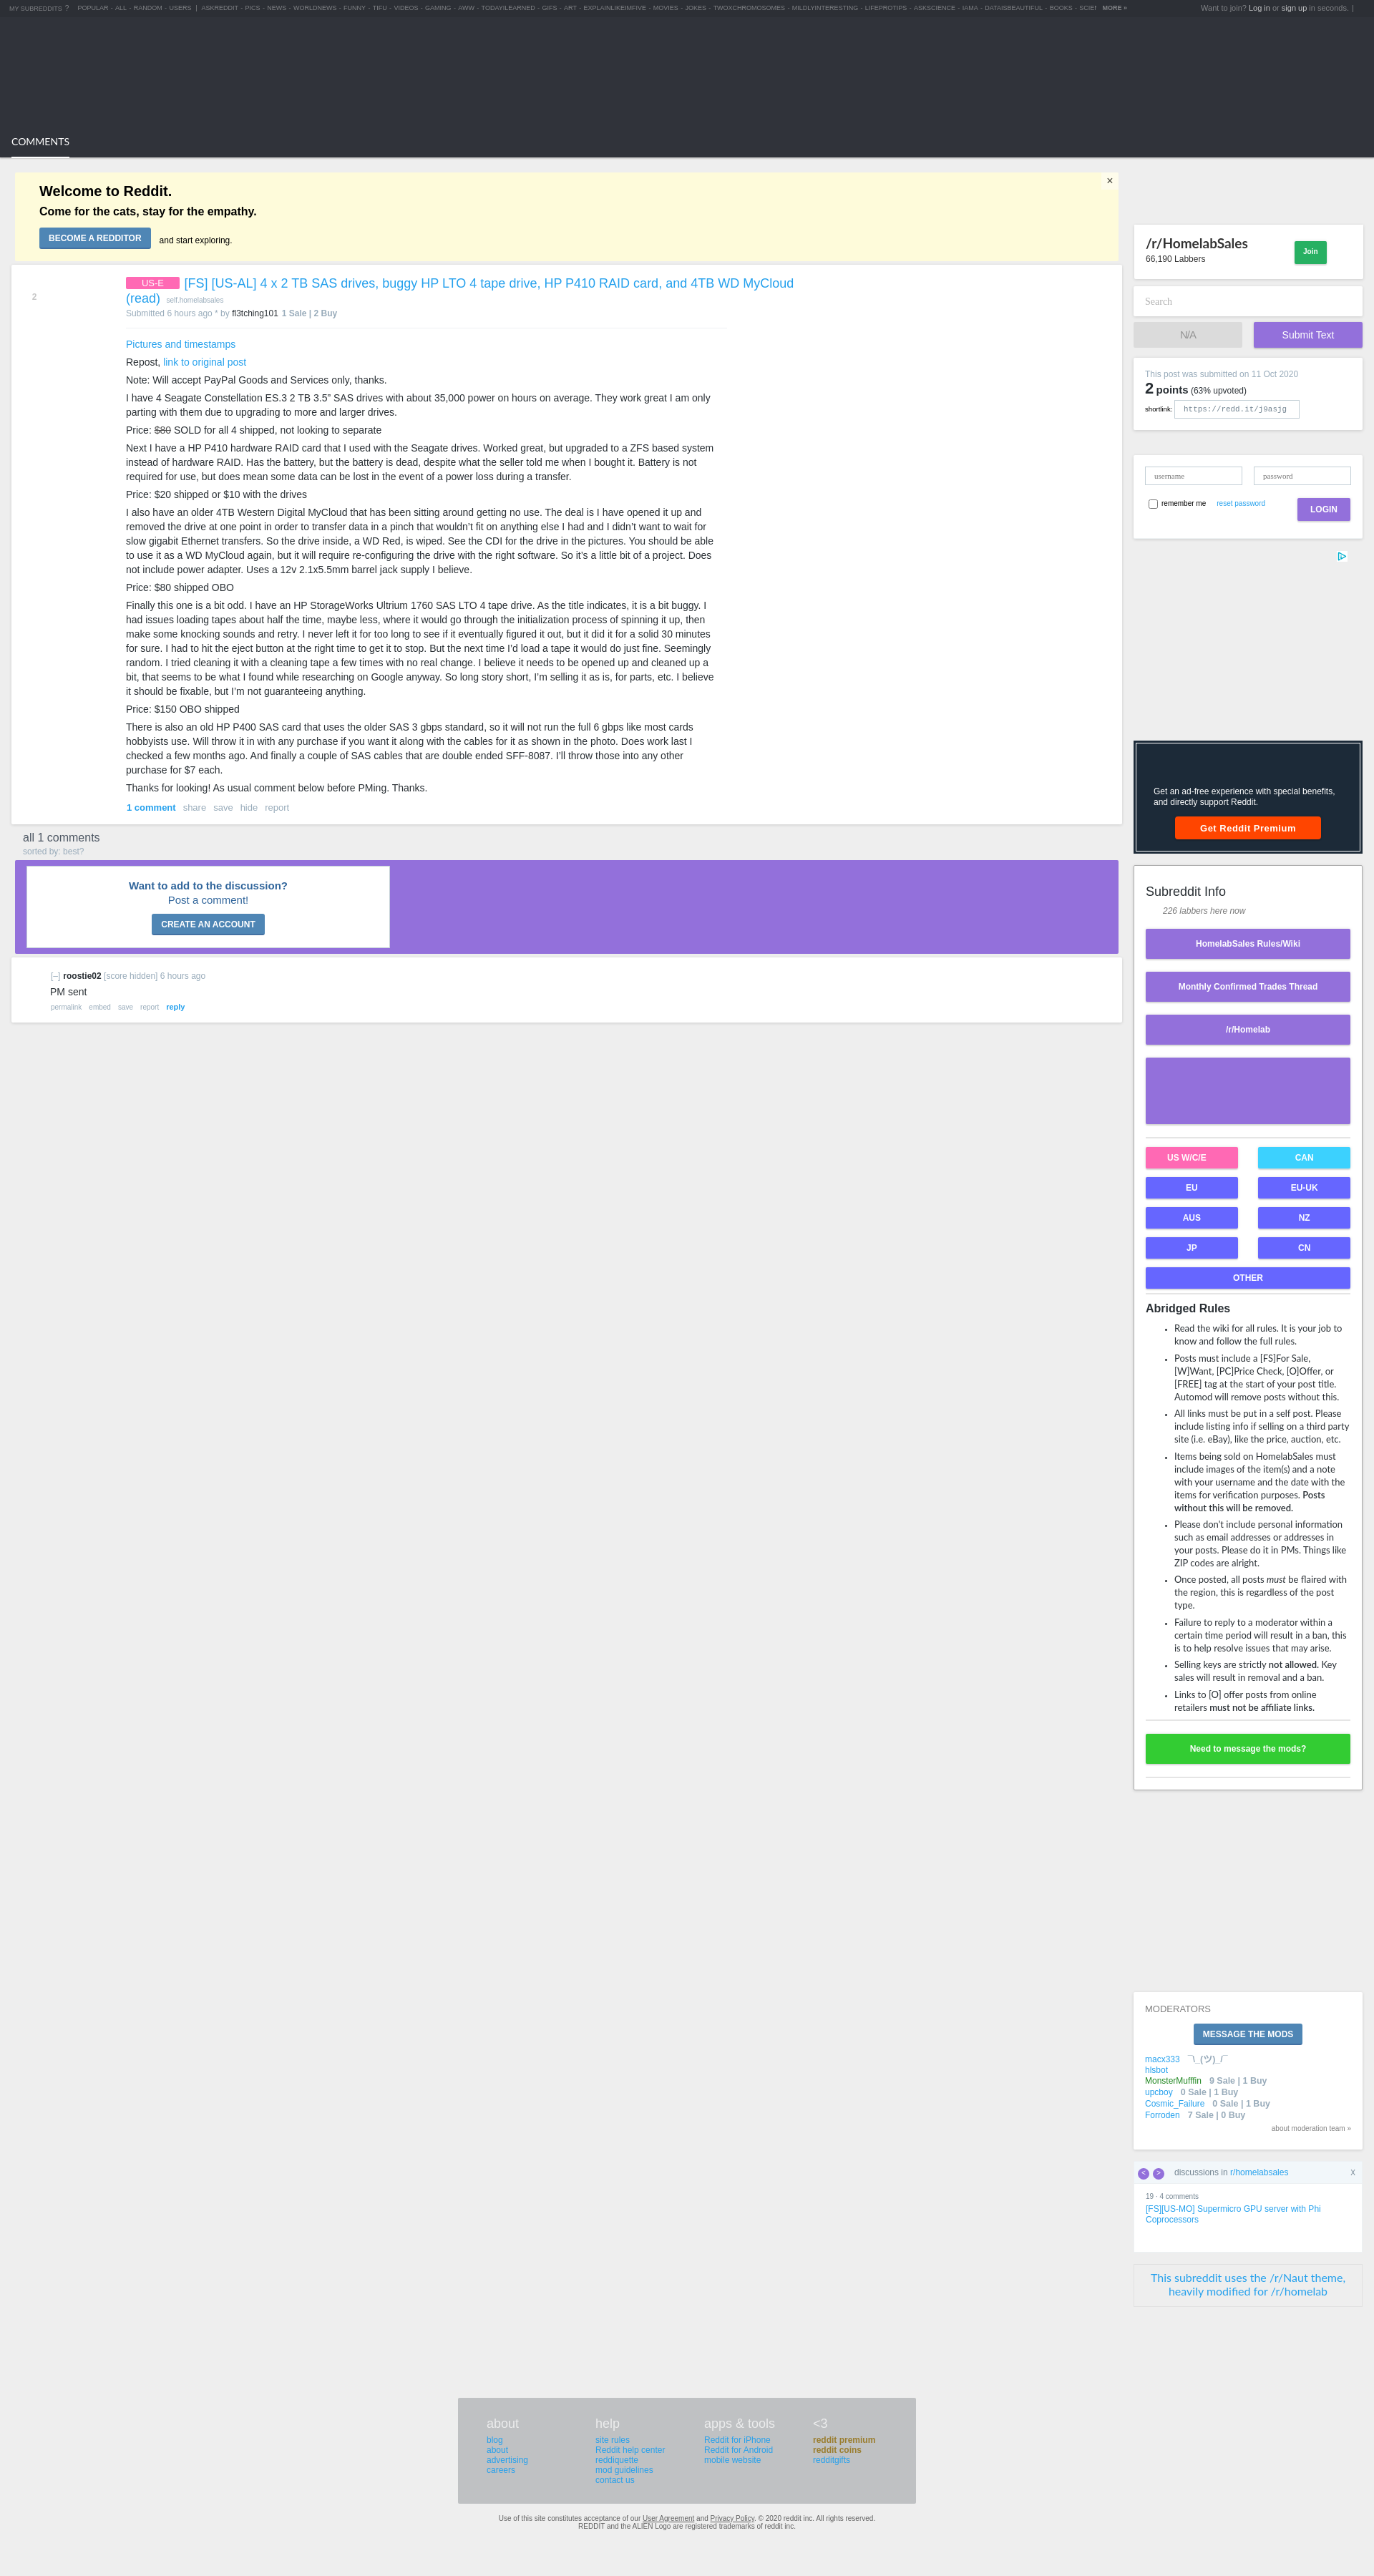 MY SUBREDDITS ? POPULAR - ALL - RANDOM - USERS | ASKREDDIT - PICS - NEWS - WORLDNEWS - FUNNY - TIFU - VIDEOS - GAMING - AWW - TODAYILEARNED - GIFS - ART - EXPLAINLIKEIMFIVE - MOVIES - JOKES - TWOXCHROMOSOMES - MILDLYINTERESTING - LIFEPROTIPS - ASKSCIENCE - IAMA - DATAISBEAUTIFUL - BOOKS - MORE »
Want to join? Log in or sign up in seconds. |
COMMENTS
Welcome to Reddit.
×
Come for the cats, stay for the empathy.
BECOME A REDDITOR and start exploring.
2
US-E [FS] [US-AL] 4 x 2 TB SAS drives, buggy HP LTO 4 tape drive, HP P410 RAID card, and 4TB WD MyCloud
(read) self.homelabsales
Submitted 6 hours ago * by fl3tching101 1 Sale | 2 Buy
Pictures and timestamps
Repost, link to original post
Note: Will accept PayPal Goods and Services only, thanks.
I have 4 Seagate Constellation ES.3 2 TB 3.5” SAS drives with about 35,000 power on hours on average. They work great I am only
parting with them due to upgrading to more and larger drives.
Price: $80 SOLD for all 4 shipped, not looking to separate
Next I have a HP P410 hardware RAID card that I used with the Seagate drives. Worked great, but upgraded to a ZFS based system
instead of hardware RAID. Has the battery, but the battery is dead, despite what the seller told me when I bought it. Battery is not
required for use, but does mean some data can be lost in the event of a power loss during a transfer.
Price: $20 shipped or $10 with the drives
I also have an older 4TB Western Digital MyCloud that has been sitting around getting no use. The deal is I have opened it up and
removed the drive at one point in order to transfer data in a pinch that wouldn’t fit on anything else I had and I didn’t want to wait for
slow gigabit Ethernet transfers. So the drive inside, a WD Red, is wiped. See the CDI for the drive in the pictures. You should be able
to use it as a WD MyCloud again, but it will require re-configuring the drive with the right software. So it’s a little bit of a project. Does
not include power adapter. Uses a 12v 2.1x5.5mm barrel jack supply I believe.
Price: $80 shipped OBO
Finally this one is a bit odd. I have an HP StorageWorks Ultrium 1760 SAS LTO 4 tape drive. As the title indicates, it is a bit buggy. I
had issues loading tapes about half the time, maybe less, where it would go through the initialization process of spinning it up, then
make some knocking sounds and retry. I never left it for too long to see if it eventually figured it out, but it did it for a solid 30 minutes
for sure. I had to hit the eject button at the right time to get it to stop. But the next time I’d load a tape it would do just fine. Seemingly
random. I tried cleaning it with a cleaning tape a few times with no real change. I believe it needs to be opened up and cleaned up a
bit, that seems to be what I found while researching on Google anyway. So long story short, I’m selling it as is, for parts, etc. I believe
it should be fixable, but I’m not guaranteeing anything.
Price: $150 OBO shipped
There is also an old HP P400 SAS card that uses the older SAS 3 gbps standard, so it will not run the full 6 gbps like most cards
hobbyists use. Will throw it in with any purchase if you want it along with the cables for it as shown in the photo. Does work last I
checked a few months ago. And finally a couple of SAS cables that are double ended SFF-8087. I’ll throw those into any other
purchase for $7 each.
Thanks for looking! As usual comment below before PMing. Thanks.
1 comment share save hide report
all 1 comments
sorted by: best?
Want to add to the discussion?
Post a comment!
CREATE AN ACCOUNT
[–] roostie02 [score hidden] 6 hours ago
PM sent
permalink embed save report reply
/r/HomelabSales
66,190 Labbers
Join
Search
N/A
Submit Text
This post was submitted on 11 Oct 2020
2 points (63% upvoted)
shortlink: https://redd.it/j9asjg
username
password
remember me reset password
LOGIN
Get an ad-free experience with special benefits,
and directly support Reddit.
Get Reddit Premium
Subreddit Info
226 labbers here now
HomelabSales Rules/Wiki
Monthly Confirmed Trades Thread
/r/Homelab
US W/C/E
CAN
EU
EU-UK
AUS
NZ
JP
CN
OTHER
Abridged Rules
• Read the wiki for all rules. It is your job to
know and follow the full rules.
• Posts must include a [FS]For Sale,
[W]Want, [PC]Price Check, [O]Offer, or
[FREE] tag at the start of your post title.
Automod will remove posts without this.
• All links must be put in a self post. Please
include listing info if selling on a third party
site (i.e. eBay), like the price, auction, etc.
• Items being sold on HomelabSales must
include images of the item(s) and a note
with your username and the date with the
items for verification purposes. Posts
without this will be removed.
• Please don't include personal information
such as email addresses or addresses in
your posts. Please do it in PMs. Things like
ZIP codes are alright.
• Once posted, all posts must be flaired with
the region, this is regardless of the post
type.
• Failure to reply to a moderator within a
certain time period will result in a ban, this
is to help resolve issues that may arise.
• Selling keys are strictly not allowed. Key
sales will result in removal and a ban.
• Links to [O] offer posts from online
retailers must not be affiliate links.
Need to message the mods?
MODERATORS
MESSAGE THE MODS
macx333 ¯\_(ツ)_/¯
hlsbot
MonsterMufffin 9 Sale | 1 Buy
upcboy 0 Sale | 1 Buy
Cosmic_Failure 0 Sale | 1 Buy
Forroden 7 Sale | 0 Buy
about moderation team »
< > discussions in r/homelabsales X
19 · 4 comments
[FS][US-MO] Supermicro GPU server with Phi
Coprocessors
This subreddit uses the /r/Naut theme,
heavily modified for /r/homelab
about
blog
about
advertising
careers
help
site rules
Reddit help center
reddiquette
mod guidelines
contact us
apps & tools
Reddit for iPhone
Reddit for Android
mobile website
<3
reddit premium
reddit coins
redditgifts
Use of this site constitutes acceptance of our User Agreement and Privacy Policy. © 2020 reddit inc. All rights reserved.
REDDIT and the ALIEN Logo are registered trademarks of reddit inc.